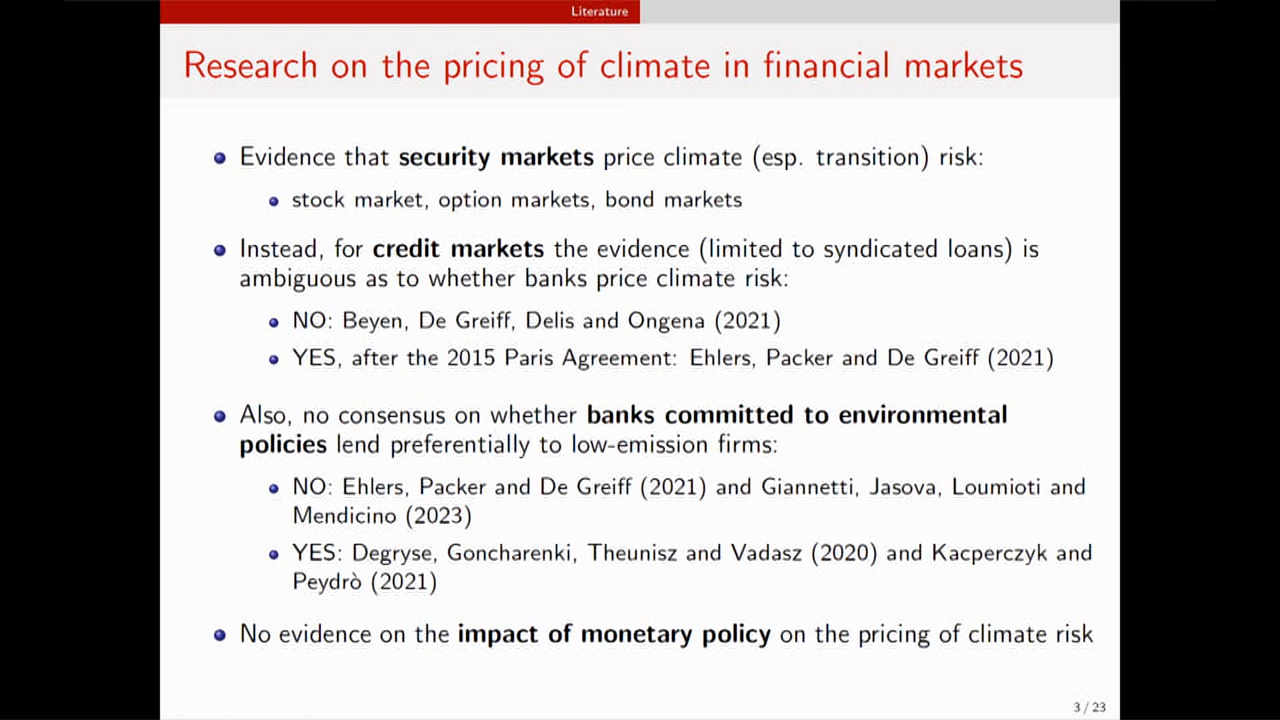 Literature
Research on the pricing of climate in financial markets
Evidence that security markets price climate (esp. transition) risk:
stock market, option markets, bond markets
Instead, for credit markets the evidence (limited to syndicated loans) is
ambiguous as to whether banks price climate risk:
NO: Beyen, De Greiff, Delis and Ongena (2021)
YES, after the 2015 Paris Agreement: Ehlers, Packer and De Greiff (2021)
Also, no consensus on whether banks committed to environmental
policies lend preferentially to low-emission firms:
NO: Ehlers, Packer and De Greiff (2021) and Giannetti, Jasova, Loumioti and
Mendicino (2023)
YES: Degryse, Goncharenki, Theunisz and Vadasz (2020) and Kacperczyk and
Peydrò (2021)
No evidence on the impact of monetary policy on the pricing of climate risk
3 / 23